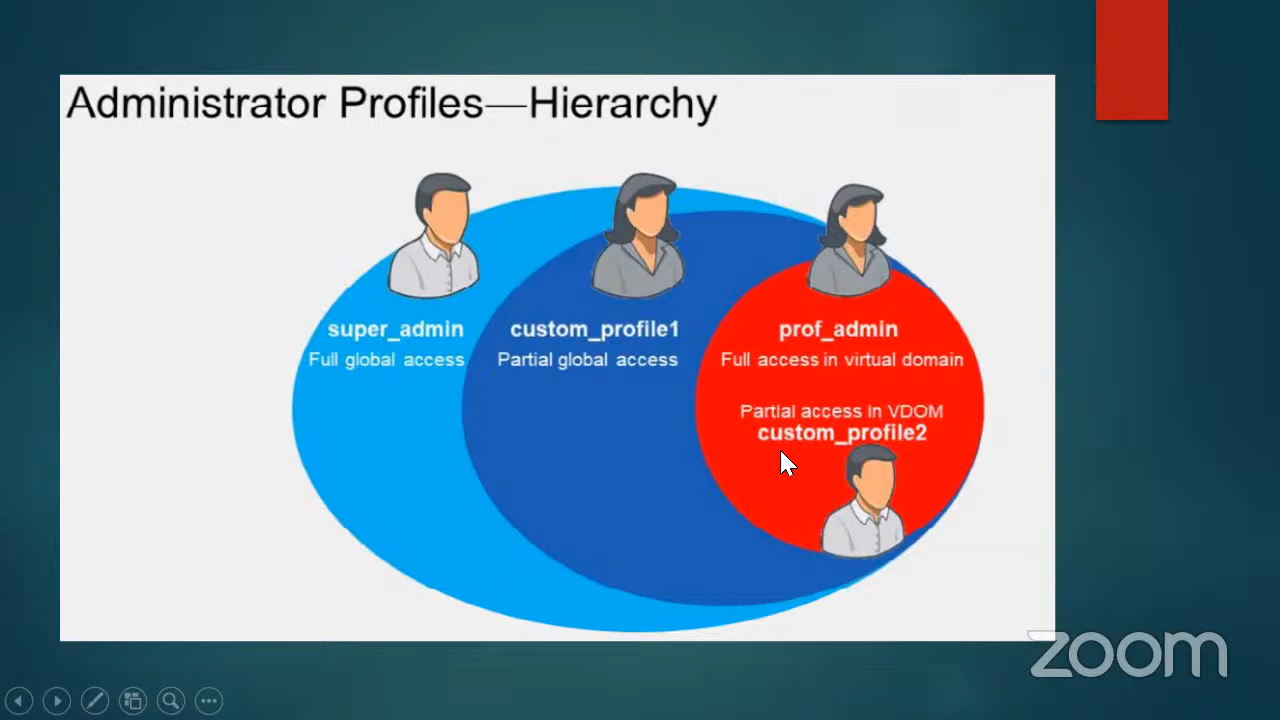 Administrator Profiles—Hierarchy
super_admin
Full global access
custom_profile1
Partial global access
prof_admin
Full access in virtual domain
Partial access in VDOM
custom_profile2
zoom